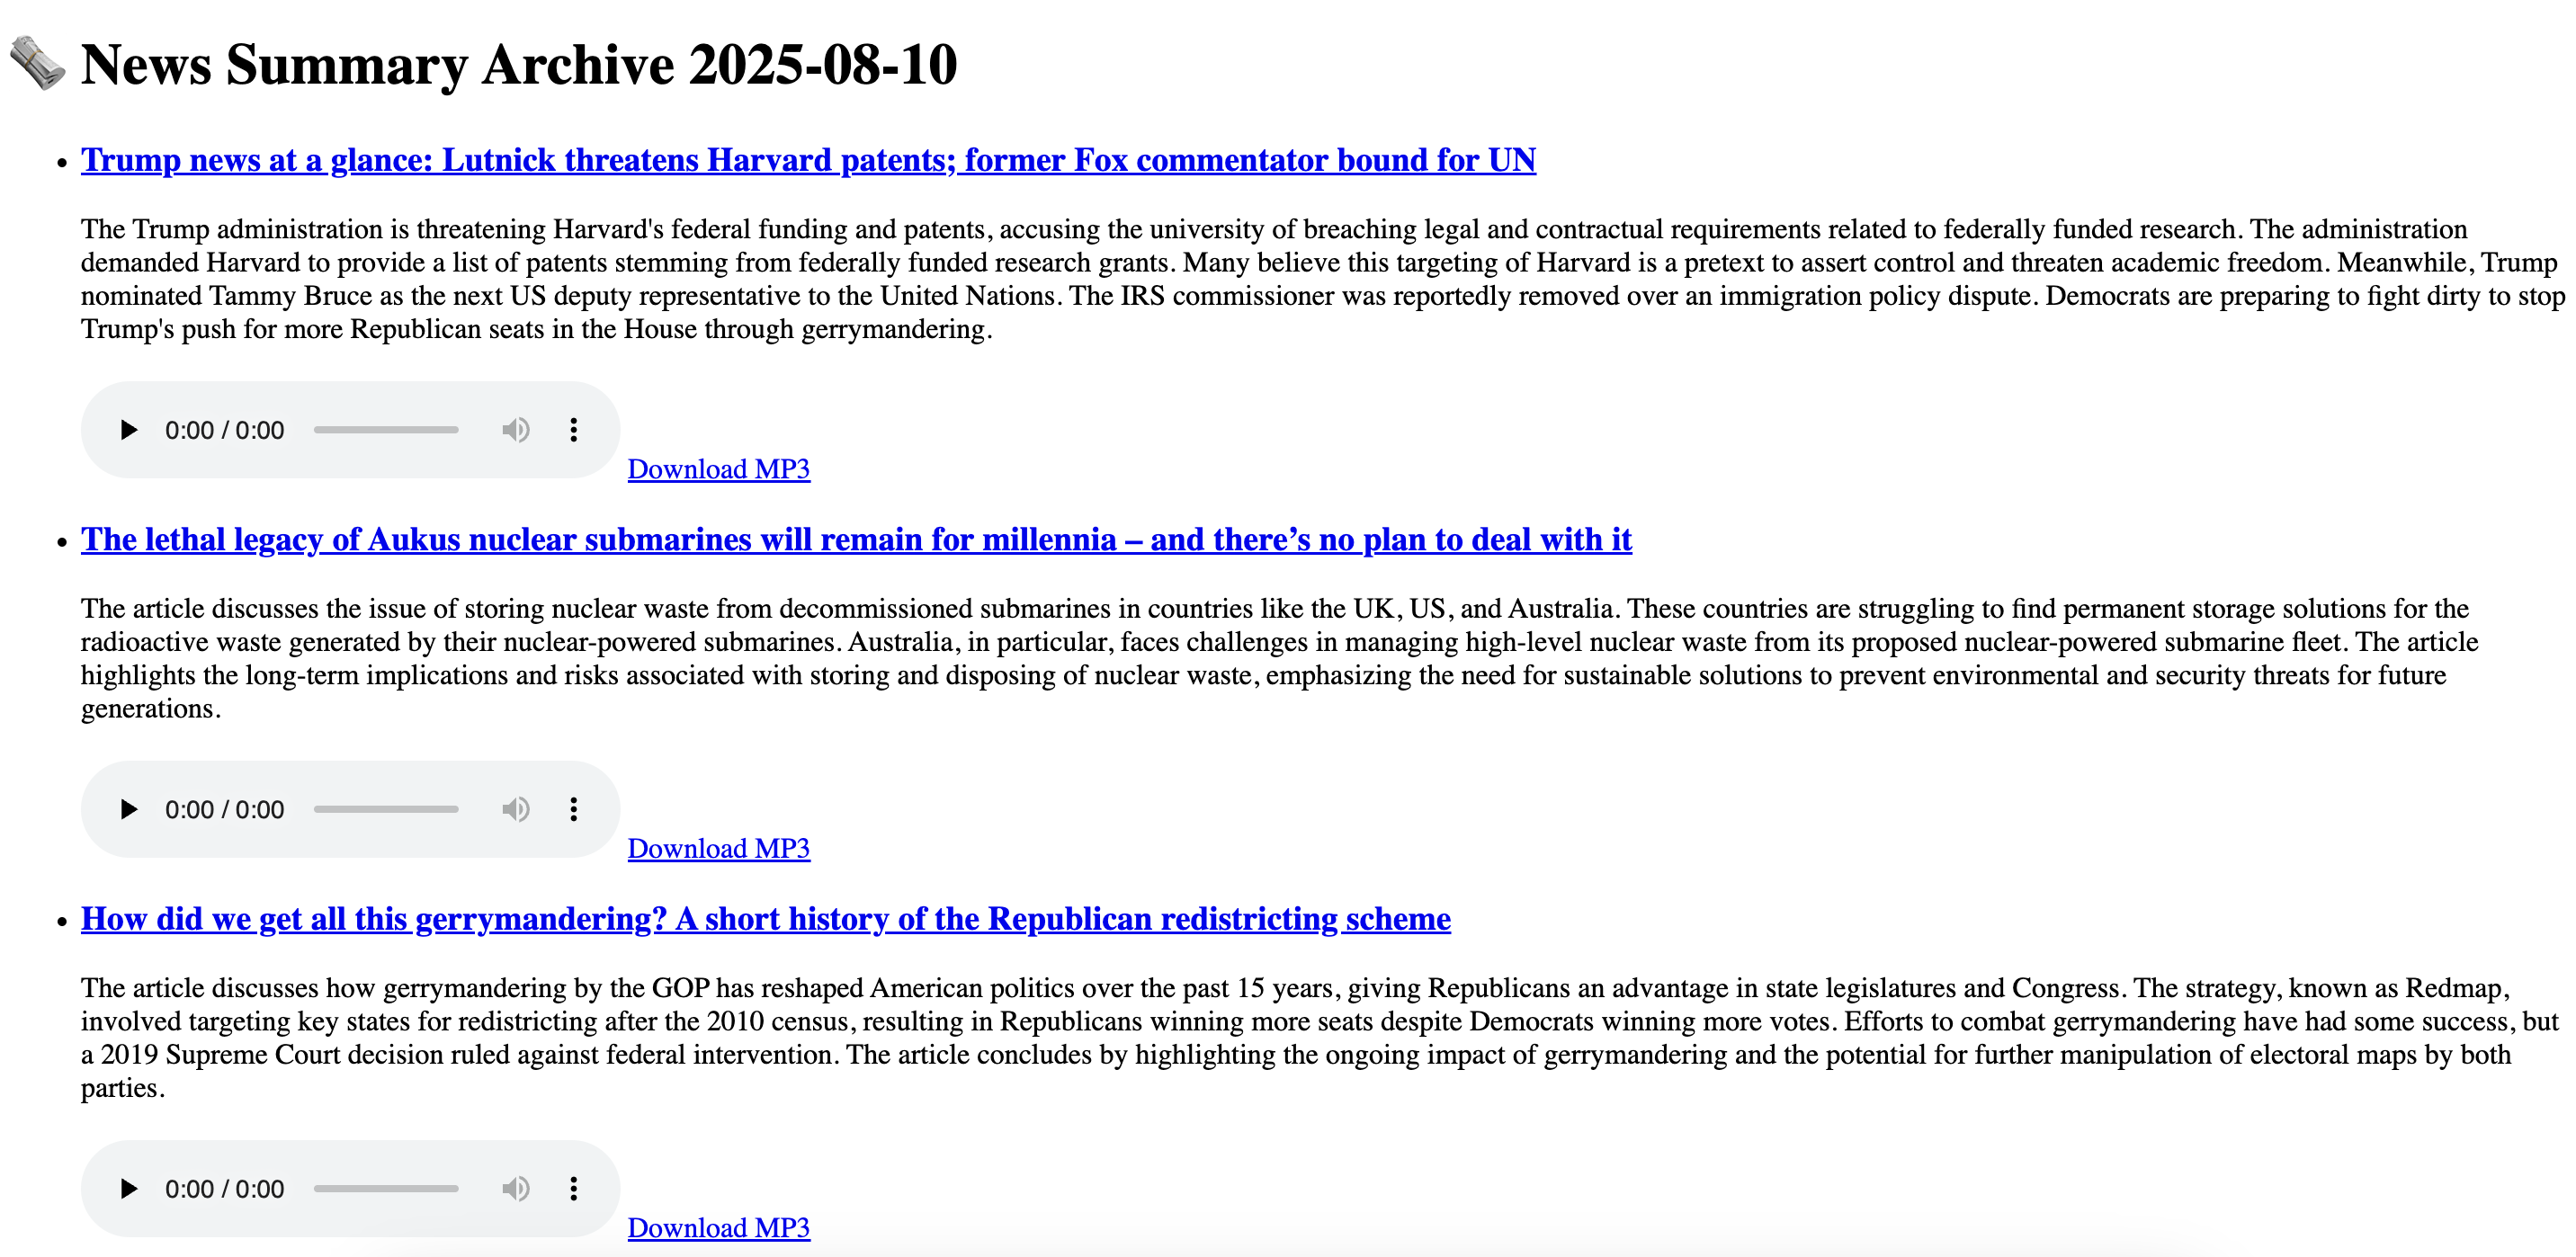 News Summary Archive 2025-08-10
Trump news at a glance: Lutnick threatens Harvard patents; former Fox commentator bound for UN
The Trump administration is threatening Harvard's federal funding and patents, accusing the university of breaching legal and contractual requirements related to federally funded research. The administration
demanded Harvard to provide a list of patents stemming from federally funded research grants. Many believe this targeting of Harvard is a pretext to assert control and threaten academic freedom. Meanwhile, Trump
nominated Tammy Bruce as the next US deputy representative to the United Nations. The IRS commissioner was reportedly removed over an immigration policy dispute. Democrats are preparing to fight dirty to stop
Trump's push for more Republican seats in the House through gerrymandering.
0:00 / 0:00
Download MP3
The lethal legacy of Aukus nuclear submarines will remain for millennia – and there’s no plan to deal with it
The article discusses the issue of storing nuclear waste from decommissioned submarines in countries like the UK, US, and Australia. These countries are struggling to find permanent storage solutions for the
radioactive waste generated by their nuclear-powered submarines. Australia, in particular, faces challenges in managing high-level nuclear waste from its proposed nuclear-powered submarine fleet. The article
highlights the long-term implications and risks associated with storing and disposing of nuclear waste, emphasizing the need for sustainable solutions to prevent environmental and security threats for future
generations.
0:00 / 0:00
Download MP3
How did we get all this gerrymandering? A short history of the Republican redistricting scheme
The article discusses how gerrymandering by the GOP has reshaped American politics over the past 15 years, giving Republicans an advantage in state legislatures and Congress. The strategy, known as Redmap,
involved targeting key states for redistricting after the 2010 census, resulting in Republicans winning more seats despite Democrats winning more votes. Efforts to combat gerrymandering have had some success, but
a 2019 Supreme Court decision ruled against federal intervention. The article concludes by highlighting the ongoing impact of gerrymandering and the potential for further manipulation of electoral maps by both
parties.
0:00 / 0:00
Download MP3